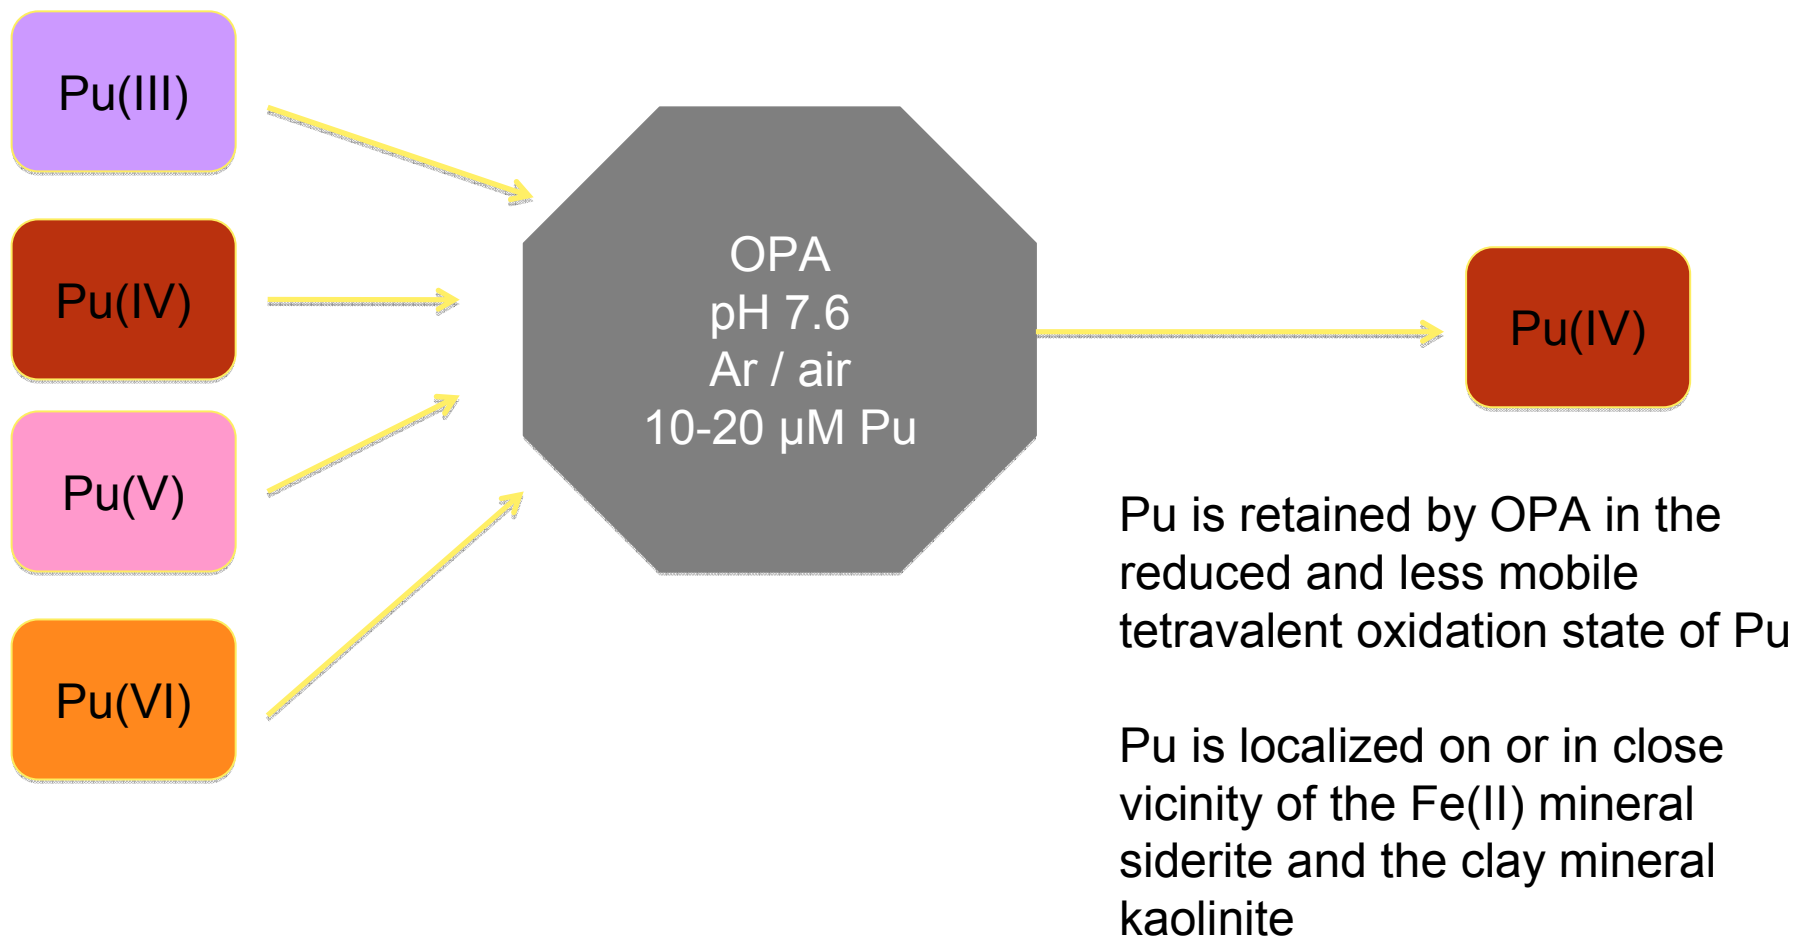 Pu(III)
Pu(IV)
Pu(V)
Pu(VI)
OPA
pH 7.6
Ar / air
10-20 µM Pu
Pu(IV)
Pu is retained by OPA in the
reduced and less mobile
tetravalent oxidation state of Pu
Pu is localized on or in close
vicinity of the Fe(II) mineral
siderite and the clay mineral
kaolinite